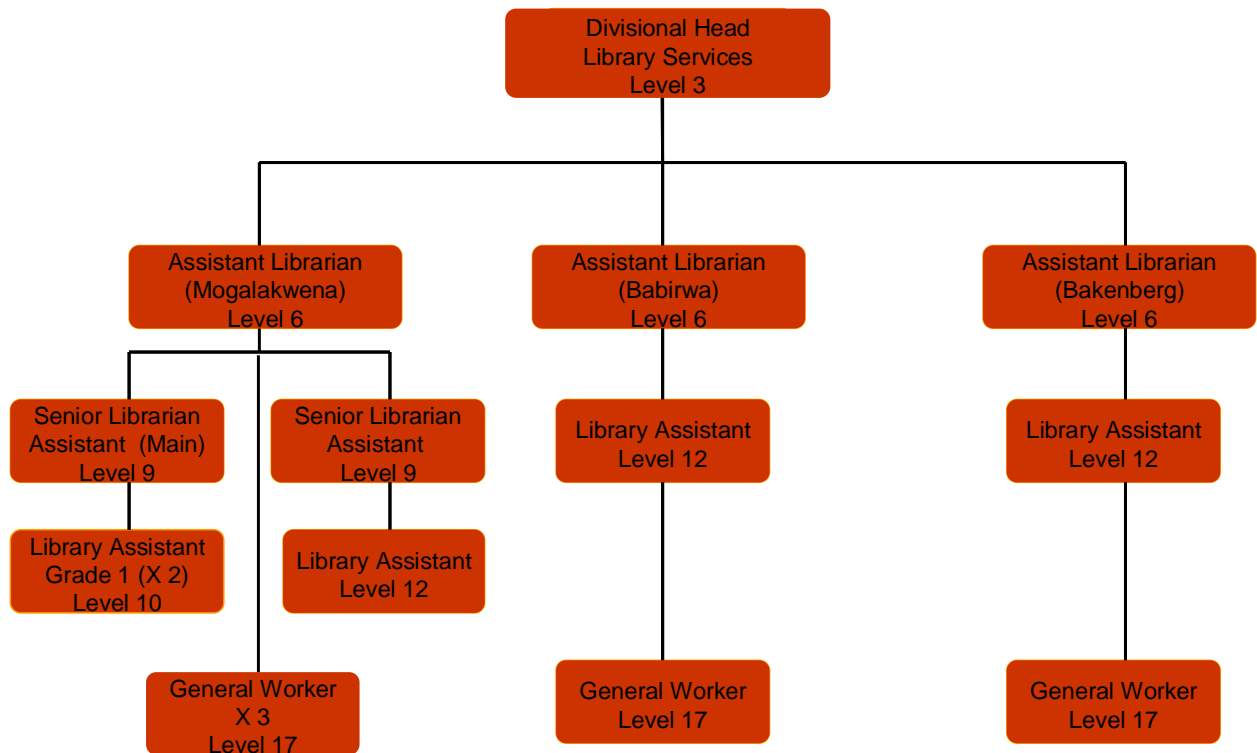 Divisional Head
Library Services
Level 3
Assistant Librarian
(Mogalakwena)
Level 6
Assistant Librarian
(Babirwa)
Level 6
Assistant Librarian
(Bakenberg)
Level 6
Senior Librarian
Assistant (Main)
Level 9
Senior Librarian
Assistant
Level 9
Library Assistant
Level 12
Library Assistant
Level 12
Library Assistant
Grade 1 (X 2)
Level 10
Library Assistant
Level 12
General Worker
X 3
Level 17
General Worker
Level 17
General Worker
Level 17